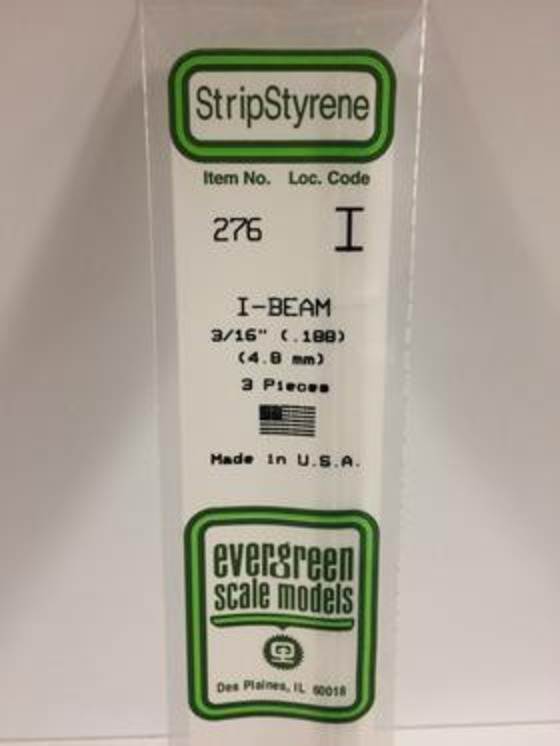 StripStyrene
Item No. Loc. Code
276 I
I-BEAM
3/16" (.188)
(4.8 mm)
3 Pieces
Made in U.S.A.
evergreen
scale models
Des Plaines, IL 60018